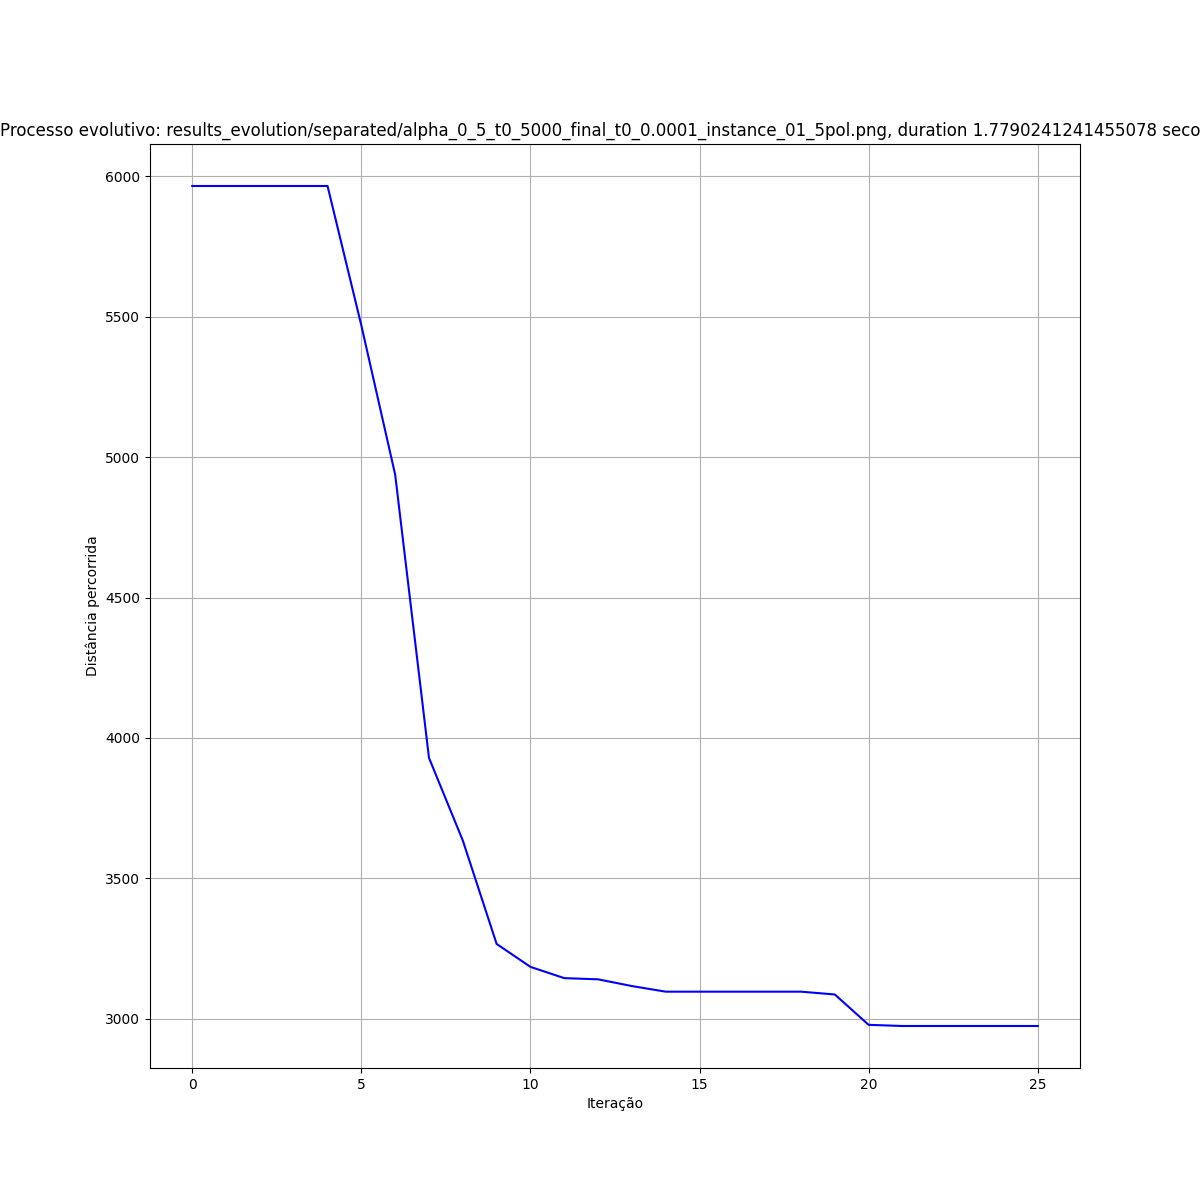 Processo evolutivo: results_evolution/separated/alpha_0_5_t0_5000_final_t0_0.0001_instance_01_5pol.png, duration 1.7790241241455078 seco
6000
5500
5000
4500
4000
3500
3000
Distância percorrida
0 5 10 15 20 25
Iteração